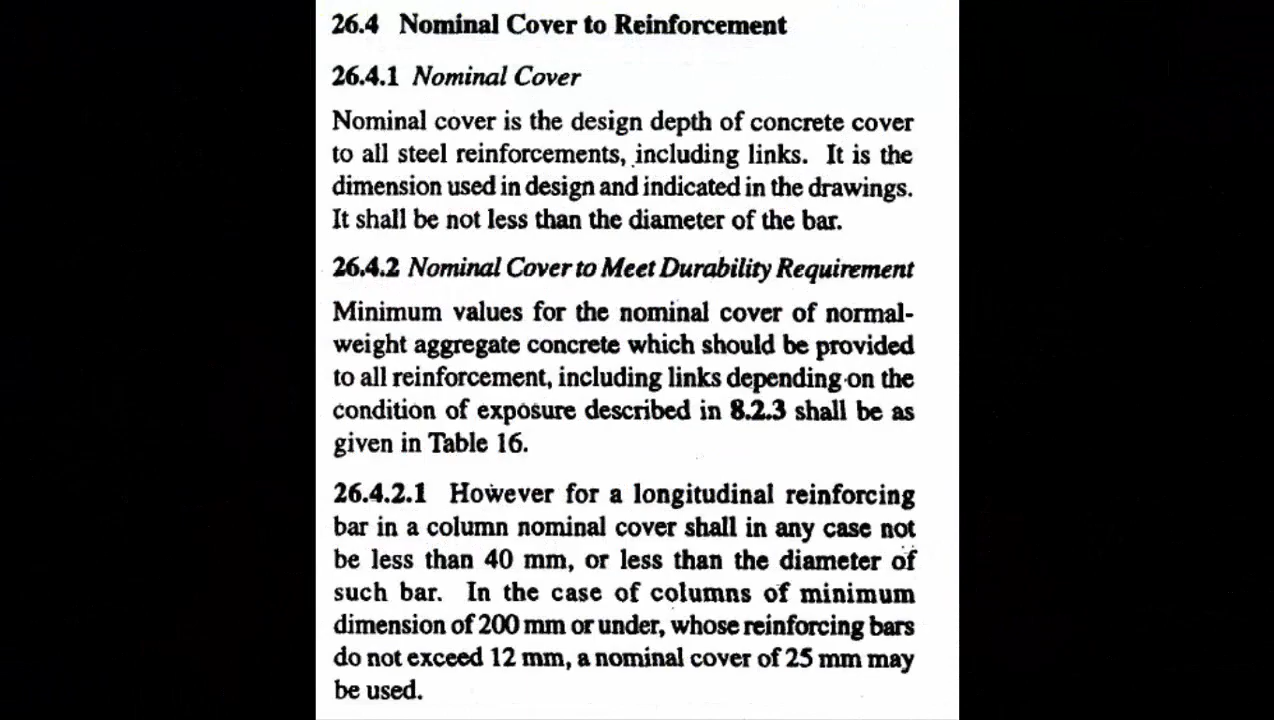 26.4 Nominal Cover to Reinforcement
26.4.1 Nominal Cover
Nominal cover is the design depth of concrete cover
to all steel reinforcements, including links. It is the
dimension used in design and indicated in the drawings.
It shall be not less than the diameter of the bar.
26.4.2 Nominal Cover to Meet Durability Requirement
Minimum values for the nominal cover of normal-
weight aggregate concrete which should be provided
to all reinforcement, including links depending on the
condition of exposure described in 8.2.3 shall be as
given in Table 16.
26.4.2.1 However for a longitudinal reinforcing
bar in a column nominal cover shall in any case not
be less than 40 mm, or less than the diameter of
such bar. In the case of columns of minimum
dimension of 200 mm or under, whose reinforcing bars
do not exceed 12 mm, a nominal cover of 25 mm may
be used.